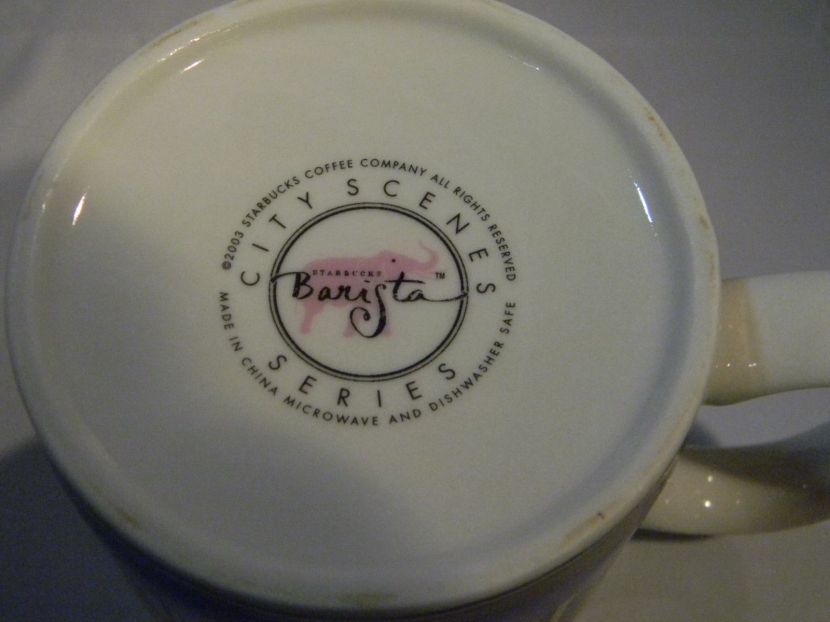 ©2003 STARBUCKS COFFEE COMPANY ALL RIGHTS RESERVED
CITY SCENES
STARBUCKS
Barista™
SERIES
MADE IN CHINA MICROWAVE AND DISHWASHER SAFE